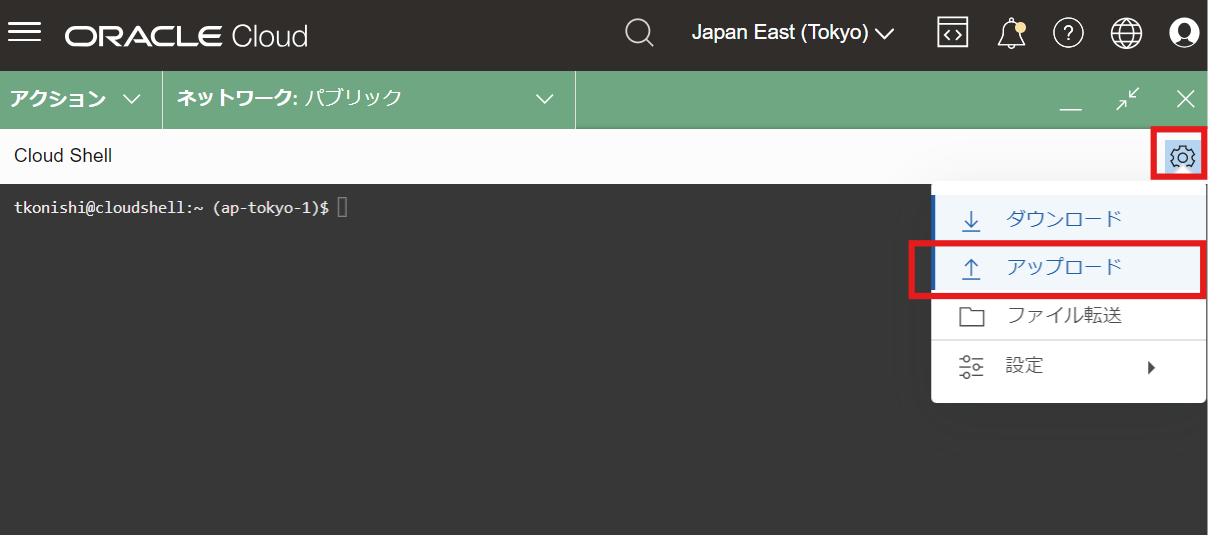 ORACLE Cloud
Japan East (Tokyo)
アクション
ネットワーク: パブリック
Cloud Shell
tkonishi@cloudshell:~ (ap-tokyo-1)$
ダウンロード
アップロード
ファイル転送
設定